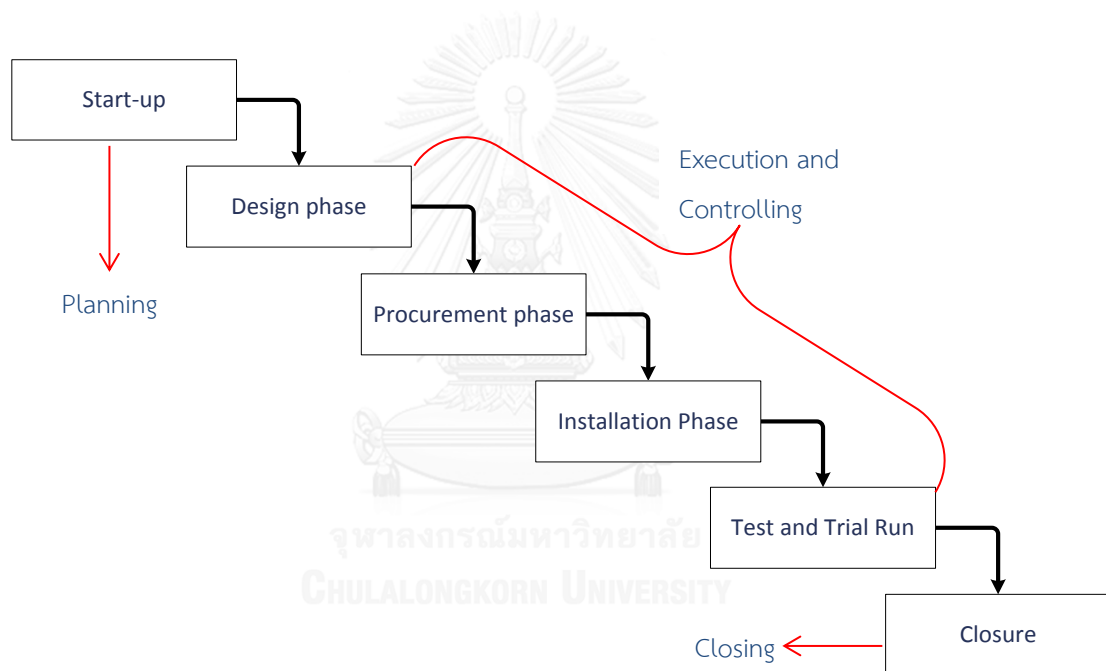 Start-up
Execution and
Controlling
Design phase
Planning
Procurement phase
Installation Phase
Test and Trial Run
จุฬาลงกรณ์มหาวิทยาลัย
CHULALONGKORN UNIVERSITY
Closure
Closing